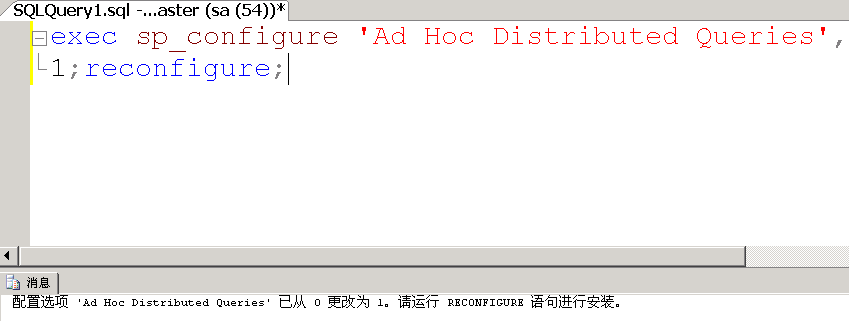 SQLQuery1.sql -...aster (sa (54))*
exec sp_configure 'Ad Hoc Distributed Queries',
1;reconfigure;
消息
配置选项 'Ad Hoc Distributed Queries' 已从 0 更改为 1。请运行 RECONFIGURE 语句进行安装。